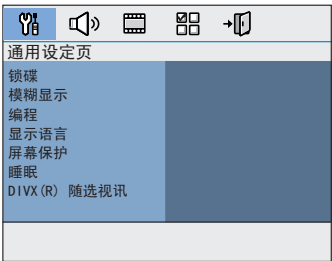 通用设定页
锁碟
模糊显示
编程
显示语言
屏幕保护
睡眠
DIVX(R) 随选视讯